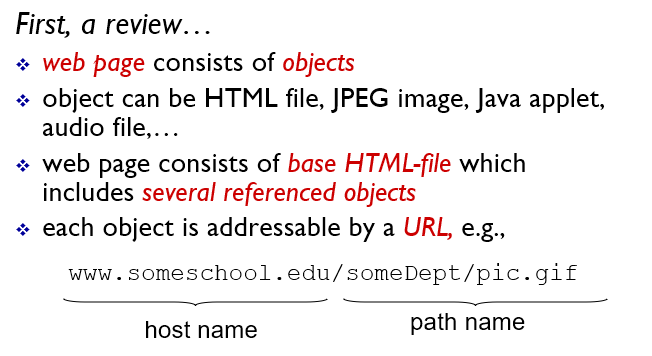 First, a review…
web page consists of objects
object can be HTML file, JPEG image, Java applet,
audio file,…
web page consists of base HTML-file which
includes several referenced objects
each object is addressable by a URL, e.g.,
www.someschool.edu/someDept/pic.gif
host name
path name